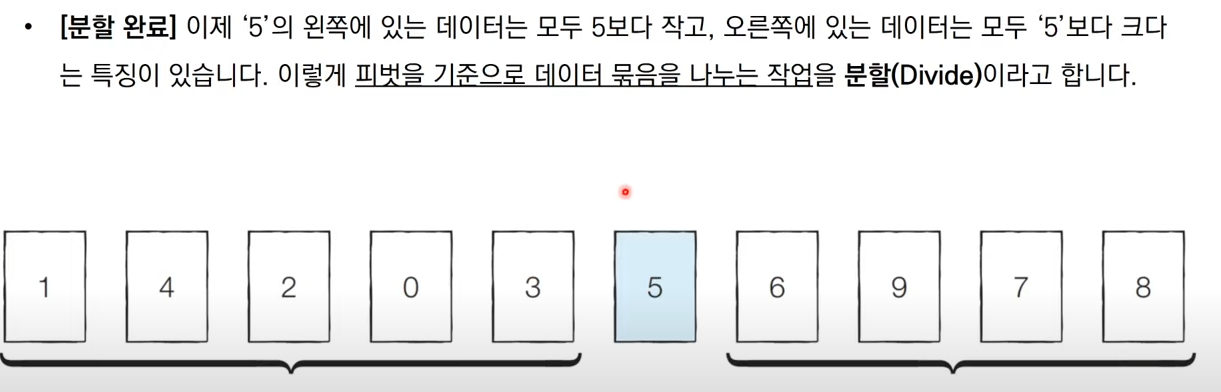 • [분할 완료] 이제 ‘5’의 왼쪽에 있는 데이터는 모두 5보다 작고, 오른쪽에 있는 데이터는 모두 ‘5’보다 크다
는 특징이 있습니다. 이렇게 피벗을 기준으로 데이터 묶음을 나누는 작업을 분할(Divide)이라고 합니다.
1 4 2 0 3 5 6 9 7 8